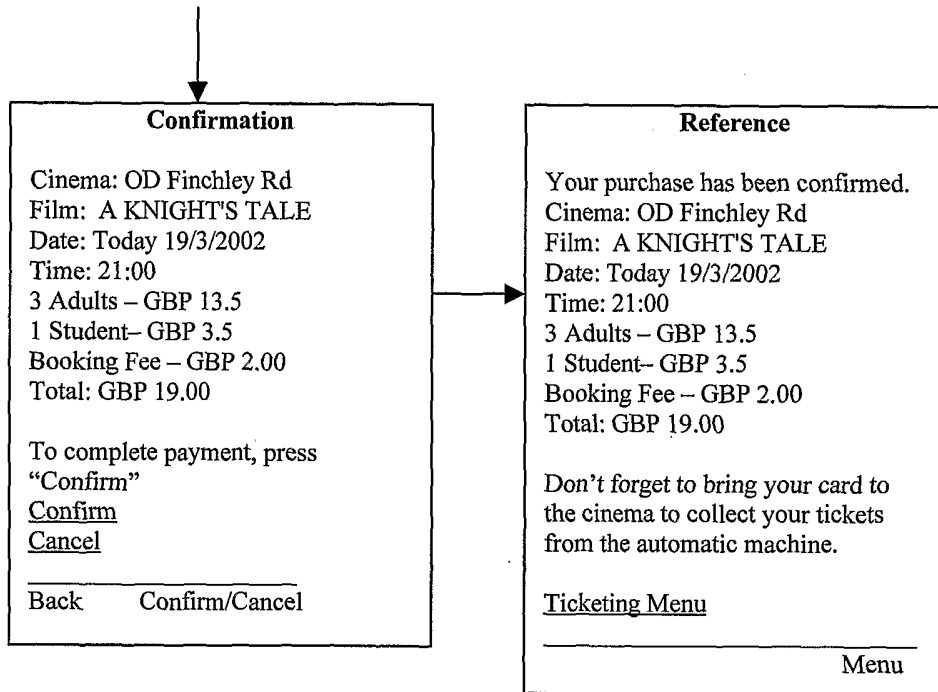 Confirmation
Cinema: OD Finchley Rd
Film: A KNIGHT'S TALE
Date: Today 19/3/2002
Time: 21:00
3 Adults – GBP 13.5
1 Student– GBP 3.5
Booking Fee – GBP 2.00
Total: GBP 19.00
To complete payment, press
“Confirm”
Confirm
Cancel
Back Confirm/Cancel
Reference
Your purchase has been confirmed.
Cinema: OD Finchley Rd
Film: A KNIGHT'S TALE
Date: Today 19/3/2002
Time: 21:00
3 Adults – GBP 13.5
1 Student– GBP 3.5
Booking Fee – GBP 2.00
Total: GBP 19.00
Don’t forget to bring your card to
the cinema to collect your tickets
from the automatic machine.
Ticketing Menu
Menu